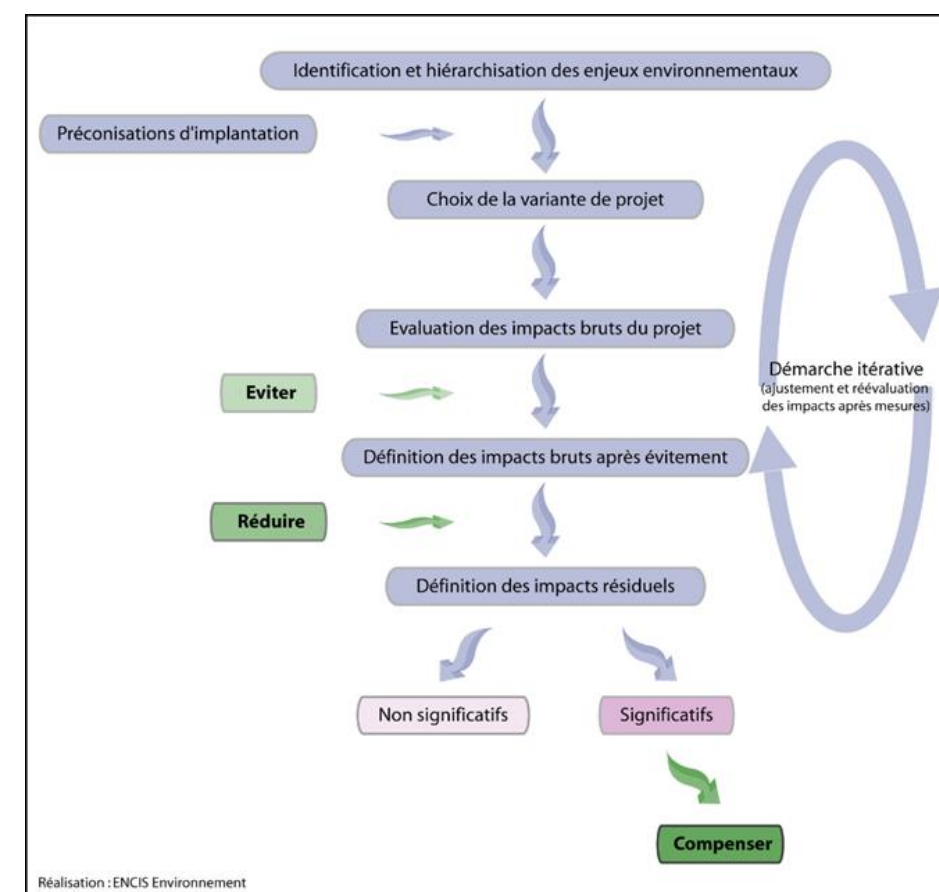 Identification et hiérarchisation des enjeux environnementaux
Préconisations d'implantation
Choix de la variante de projet
Evaluation des impacts bruts du projet
Démarche itérative
(ajustement et réévaluation
des impacts après mesures)
Eviter
Définition des impacts bruts après évitement
Réduire
Définition des impacts résiduels
Non significatifs
Significatifs
Compenser
Réalisation : ENCIS Environnement